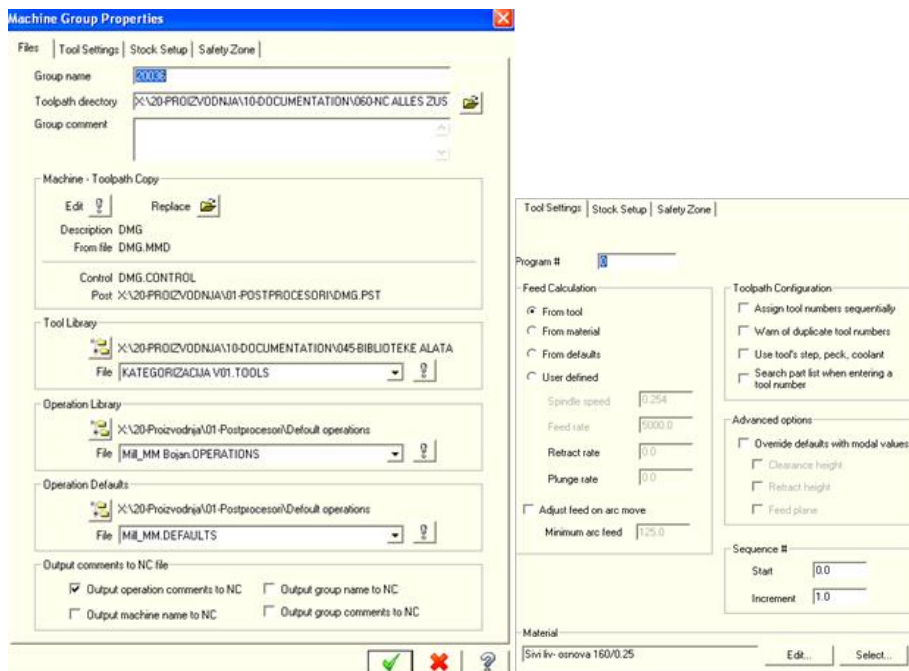 Machine Group Properties
Files Tool Settings Stock Setup Safety Zone
Group name 20036
Toolpath directory X:\20-PROIZVODNJA\10-DOCUMENTATION\060-NC ALLES ZUS
Group comment
Machine - Toolpath Copy
Edit Replace
Description DMG
From file DMG.MMD
Control DMG.CONTROL
Post X:\20-PROIZVODNJA\01-POSTPROCESORI\DMG.PST
Tool Library
X:\20-PROIZVODNJA\10-DOCUMENTATION\045-BIBLIOTEKE ALATA
File KATEGORIZACIJA V01.TOOLS
Operation Library
X:\20-Proizvodnja\01-Postprocesori\Default operations
File Mill_MM Bojan.OPERATIONS
Operation Defaults
X:\20-Proizvodnja\01-Postprocesori\Default operations
File Mill_MM.DEFAULTS
Output comments to NC file
Output operation comments to NC Output group name to NC
Output machine name to NC Output group comments to NC
Tool Settings Stock Setup Safety Zone
Program # 0
Feed Calculation
From tool
From material
From defaults
User defined
Spindle speed 0.254
Feed rate 5000.0
Retract rate 0.0
Plunge rate 0.0
Adjust feed on arc move
Minimum arc feed 125.0
Toolpath Configuration
Assign tool numbers sequentially
Warn of duplicate tool numbers
Use tool's step, peck, coolant
Search part list when entering a
tool number
Advanced options
Override defaults with modal values
Clearance height
Retract height
Feed plane
Sequence #
Start 0.0
Increment 1.0
Material
Sivi liv- osnova 160/0.25 Edit... Select...